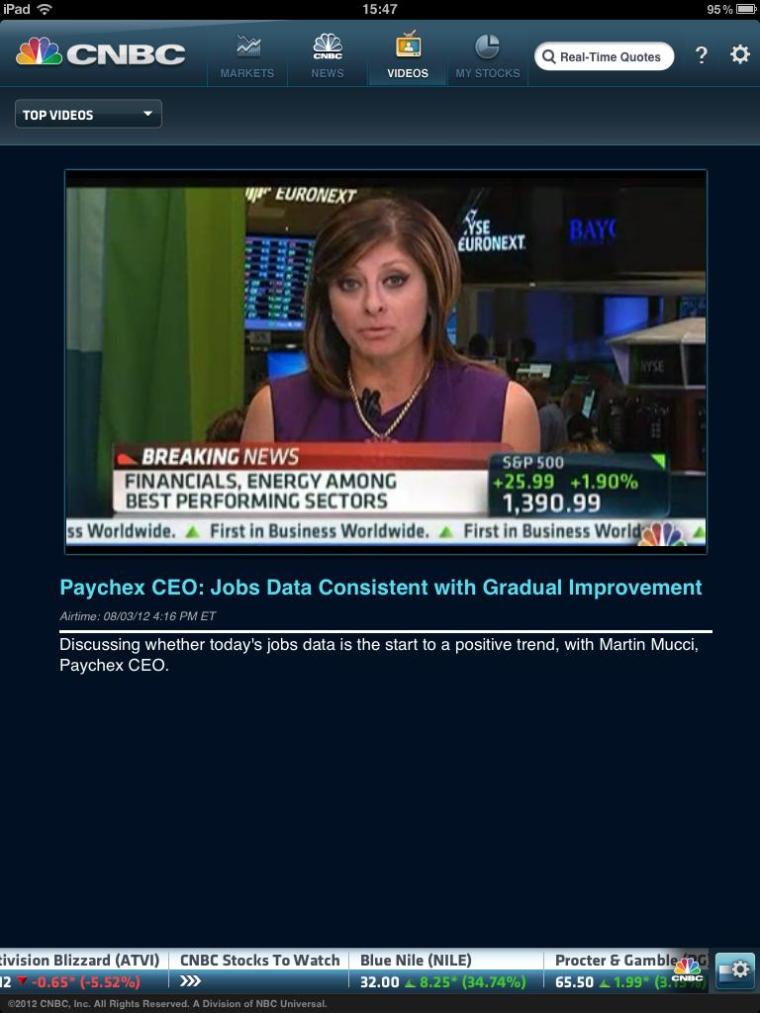 iPad 15:47 95%
CNBC MARKETS CNBC NEWS VIDEOS MY STOCKS Real-Time Quotes ?
TOP VIDEOS
EURONEXT
EURONEXT
NYSE
BREAKING NEWS
FINANCIALS, ENERGY AMONG
BEST PERFORMING SECTORS
S&P 500
+25.99 +1.90%
1,390.99
ss Worldwide. ▲ First in Business Worldwide. ▲ First in Business World
Paychex CEO: Jobs Data Consistent with Gradual Improvement
Airtime: 08/03/12 4:16 PM ET
Discussing whether today's jobs data is the start to a positive trend, with Martin Mucci,
Paychex CEO.
tivision Blizzard (ATVI) CNBC Stocks To Watch Blue Nile (NILE) Procter & Gamble
12 ▼ -0.65* (-5.52%) 32.00 ▲ 8.25* (34.74%) 65.50 ▲ 1.99* CNBC
©2012 CNBC, Inc. All Rights Reserved. A Division of NBC Universal.